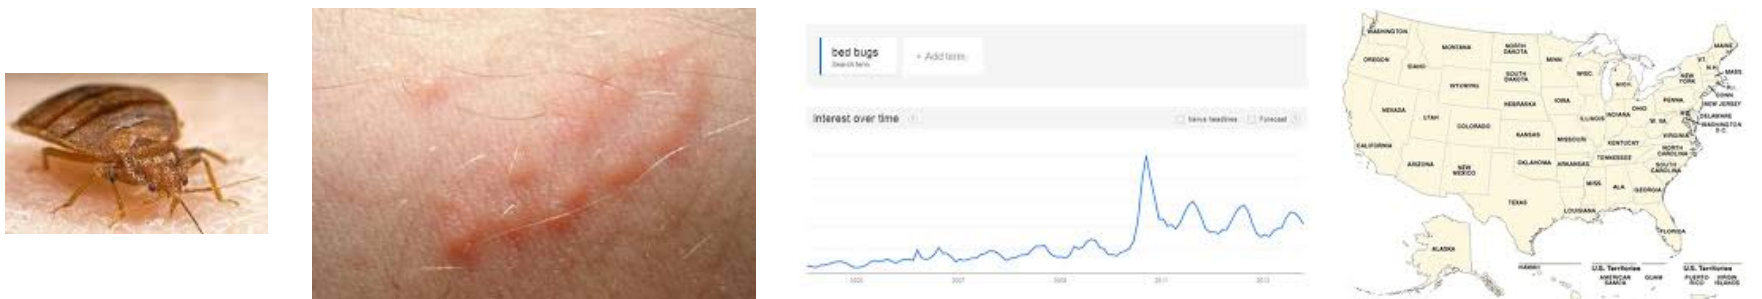 bed bugs
Search term
+ Add term
Interest over time
News headlines
Forecast
2007
2011
WASHINGTON
OREGON
IDAHO
MONTANA
NORTH
DAKOTA
SOUTH
DAKOTA
WYOMING
NEBRASKA
MINN
WISC.
MICH.
IOWA
NEVADA
UTAH
COLORADO
CALIFORNIA
ARIZONA
NEW
MEXICO
KANSAS
MISSOURI
OKLAHOMA
ARKANSAS
TEXAS
LOUISIANA
MISS
ALA
GEORGIA
FLORIDA
TENNESSEE
KENTUCKY
ILLINOIS
INDIANA
OHIO
W. VA.
VIRGINIA
NORTH
CAROLINA
SOUTH
CAROLINA
PENNA.
NEW
YORK
VT.
N.H.
MAINE
MASS.
R.I.
CONN
NEW JERSEY
DELAWARE
WASHINGTON
D.C.
ALASKA
HAWAII
U.S. Territories
AMERICAN
SAMOA
GUAM
U.S. Territories
PUERTO
RICO
VIRGIN
ISLANDS